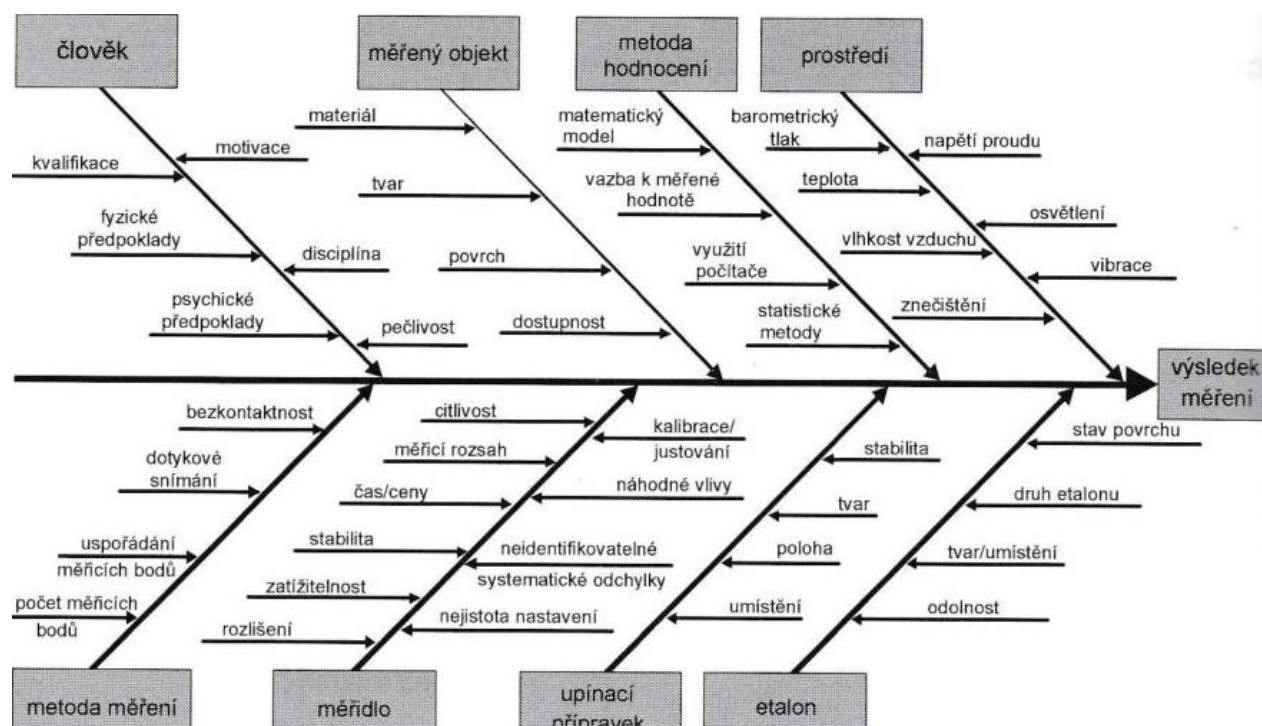 člověk
měřený objekt
metoda
hodnocení
prostředí
materiál
motivace
kvalifikace
tvar
fyzické
předpoklady
disciplína
povrch
psychické
předpoklady
pečlivost
dostupnost
matematický
model
vazba k měřené
hodnotě
využití
počítače
statistické
metody
barometrický
tlak
napětí proudu
teplota
osvětlení
vlhkost vzduchu
vibrace
znečištění
výsledek
měření
bezkontaktnost
dotykové
snímání
uspořádání
měřicích bodů
počet měřicích
bodů
citlivost
kalibrace/
justování
měřicí rozsah
náhodné vlivy
čas/ceny
stabilita
neidentifikovatelné
systematické odchylky
zatížitelnost
nejistota nastavení
rozlišení
stabilita
tvar
poloha
umístění
stav povrchu
druh etalonu
tvar/umístění
odolnost
metoda měření
měřidlo
upínací
přípravek
etalon